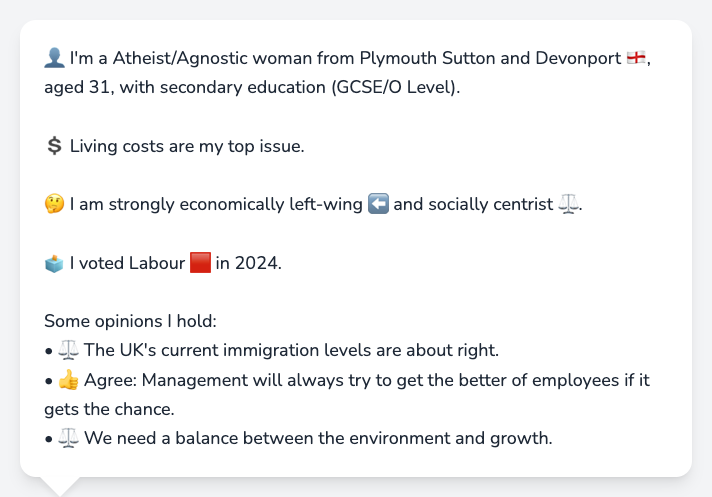 👤 I'm a Atheist/Agnostic woman from Plymouth Sutton and Devonport 🏴󠁧󠁢󠁥󠁮󠁧󠁿,
aged 31, with secondary education (GCSE/O Level).
💲 Living costs are my top issue.
🤔 I am strongly economically left-wing ⬅️ and socially centrist ⚖️.
🗳️ I voted Labour 🟥 in 2024.
Some opinions I hold:
• ⚖️ The UK's current immigration levels are about right.
• 👍 Agree: Management will always try to get the better of employees if it
gets the chance.
• ⚖️ We need a balance between the environment and growth.